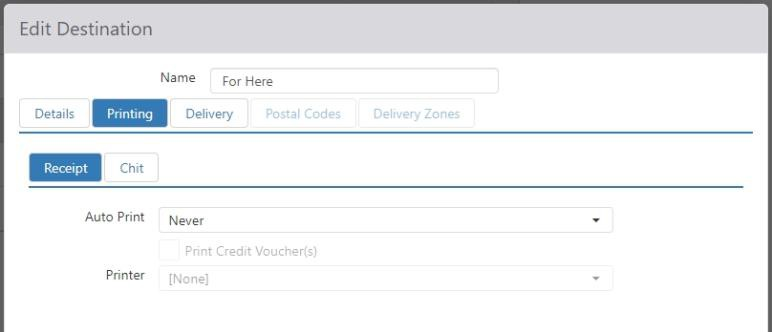 Edit Destination
Name For Here
Details Printing Delivery Postal Codes Delivery Zones
Receipt Chit
Auto Print Never
Print Credit Voucher(s)
Printer [None]